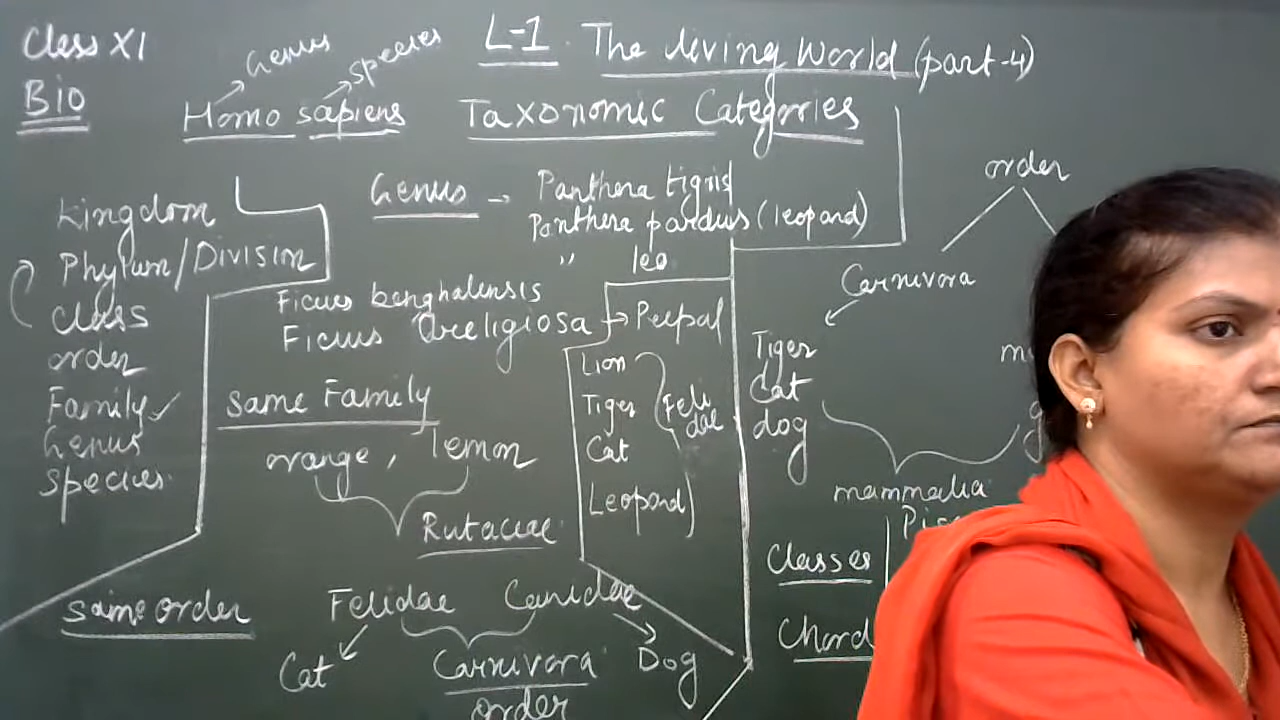 Class XI
Bio
L-1. The living World (part-4)
Genus
species
Homo sapiens
Taxonomic Categories
Kingdom
Phylum/Division
Class
order
Family ✓
Genus
Species
Genus - Panthera tigris
Panthera pardus (leopard)
" leo
Ficus benghalensis
Ficus religiosa → Peepal
same Family
orange, lemon
Rutaceae
Lion
Tiger
Cat
Leopard
Felidae
same order
Felidae Canidae
Cat
Carnivora
order
Dog
order
Carnivora
Tiger
Cat
dog
mammalia
Classes